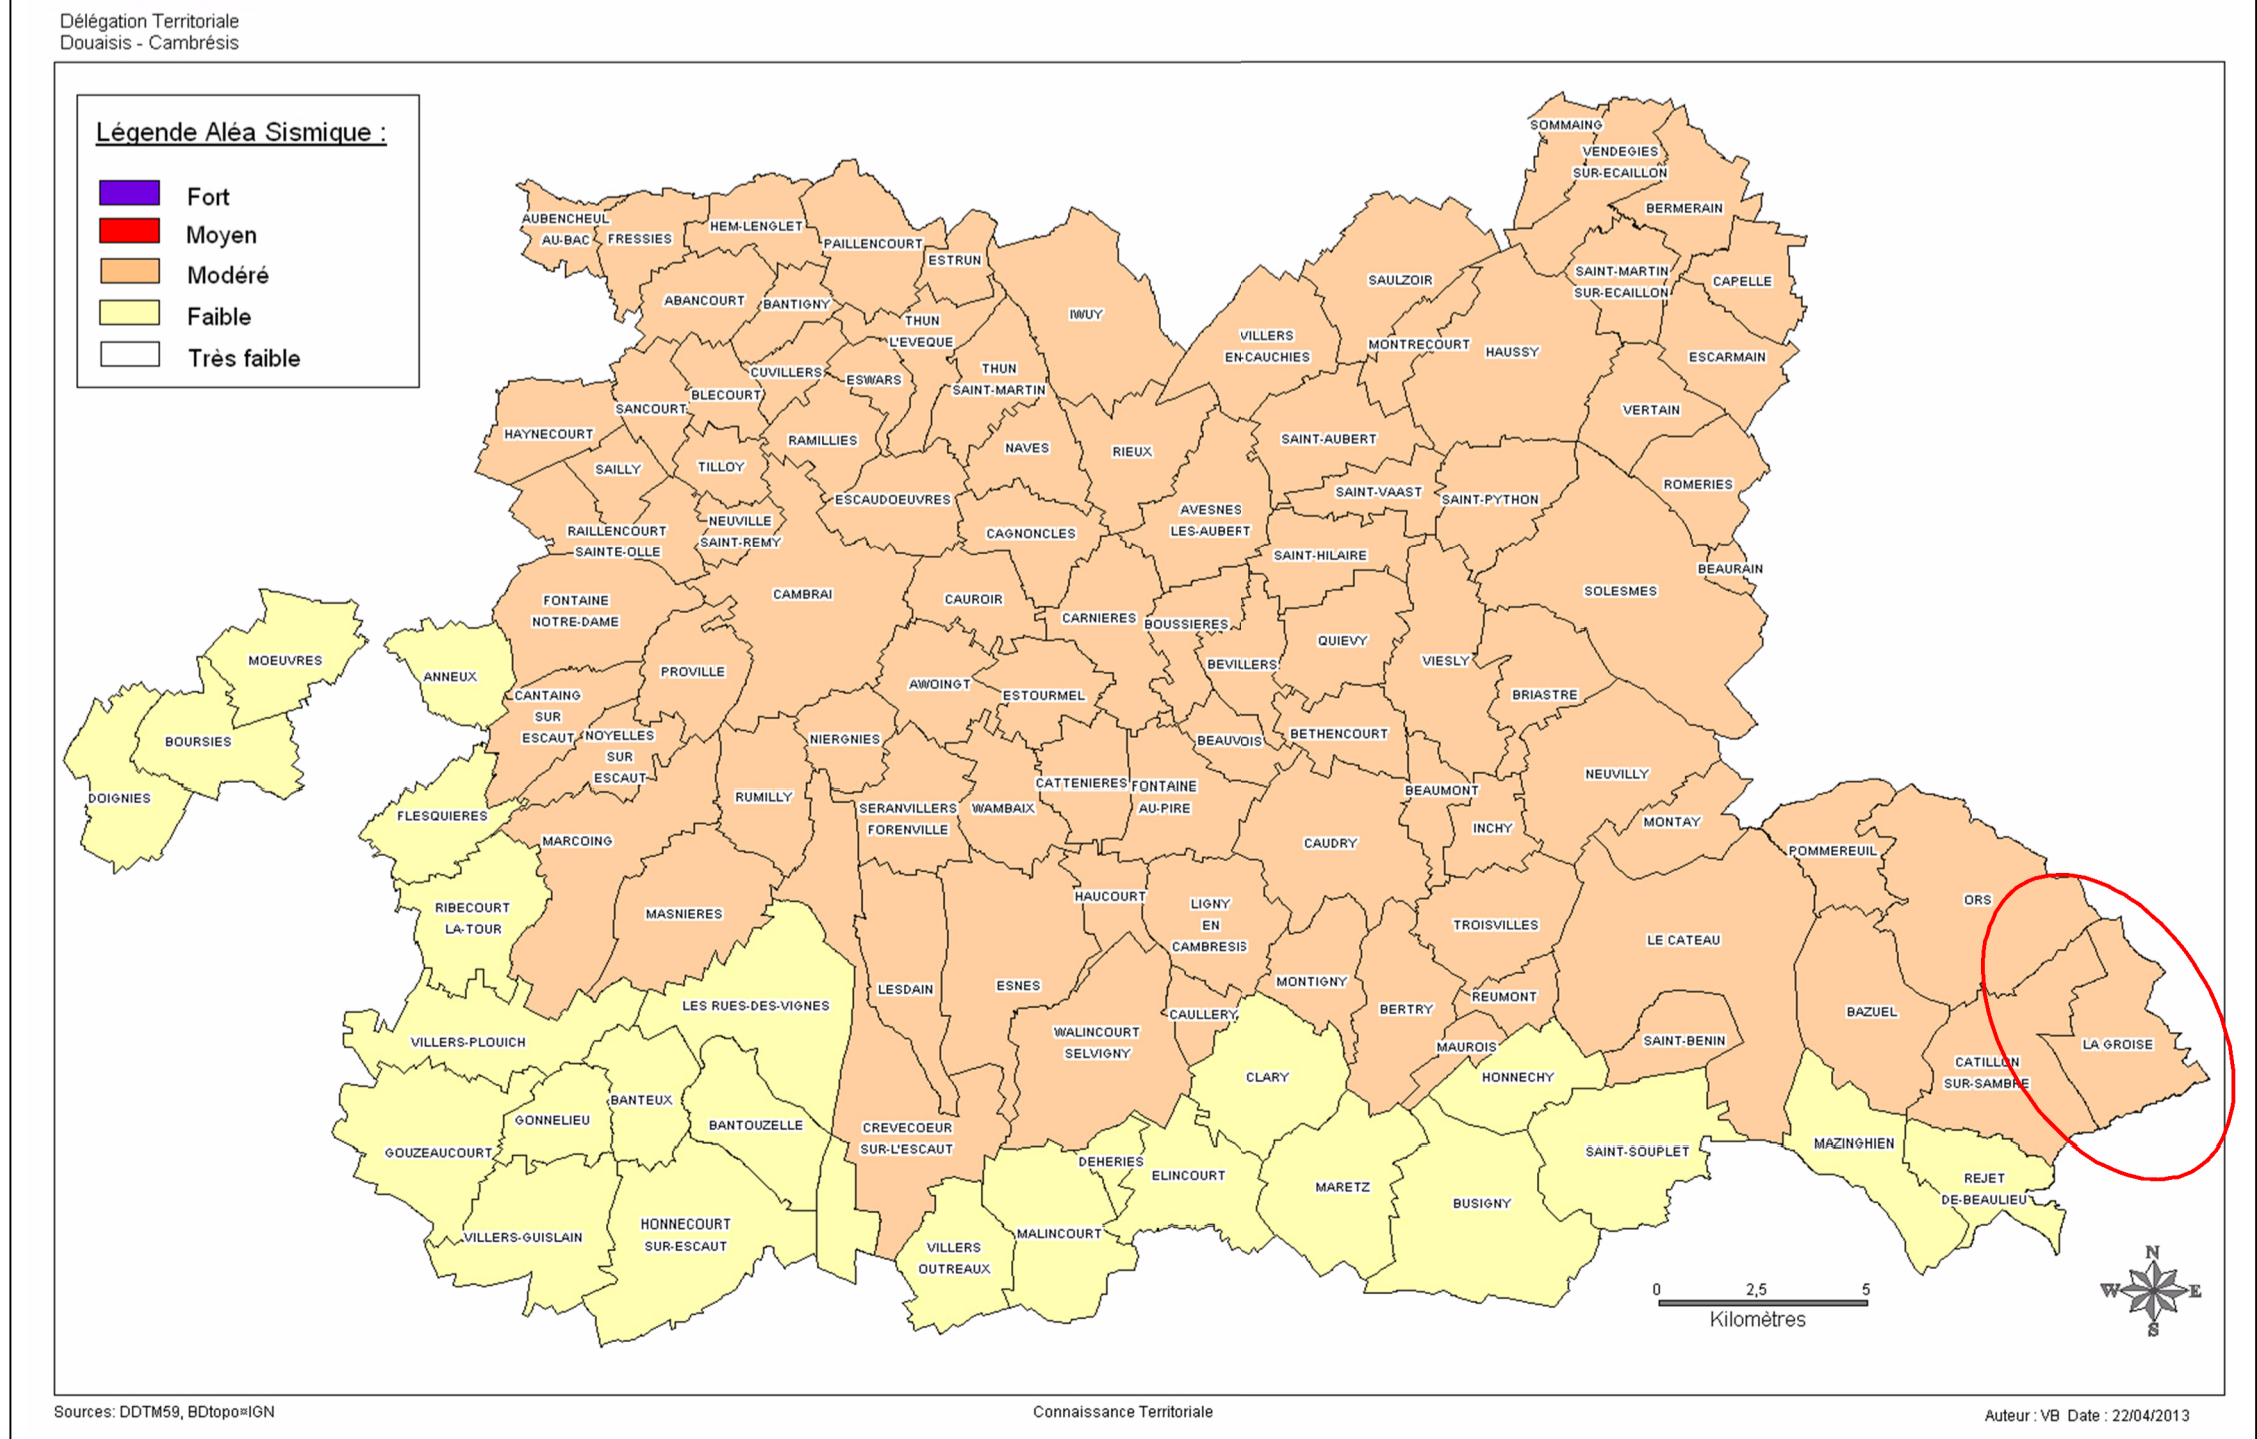 Délégation Territoriale
Douaisis - Cambrésis
Légende Aléa Sismique :
Fort
Moyen
Modéré
Faible
Très faible
SOMMAING
VENDEGIES
SUR-ECAILLON
BERMERAIN
AUBENCHEUL
AU-BAC
FRESSIES
HEM-LENGLET
PAILLENCOURT
ESTRUN
SAINT-MARTIN
SUR-ECAILLON
CAPELLE
SAULZOIR
ABANCOURT
BANTIGNY
IWUY
THUN
L'EVEQUE
VILLERS
EN-CAUCHIES
MONTRECOURT
HAUSSY
ESCARMAIN
CUVILLERS
ESWARS
THUN
SAINT-MARTIN
BLECOURT
SANCOURT
VERTAIN
HAYNECOURT
RAMILLIES
SAINT-AUBERT
NAVES
RIEUX
SAILLY
TILLOY
ROMERIES
ESCAUDOEUVRES
SAINT-VAAST
SAINT-PYTHON
AVESNES
LES-AUBERT
NEUVILLE
SAINT-REMY
RAILLENCOURT
SAINTE-OLLE
CAGNONCLES
SAINT-HILAIRE
BEAURAIN
SOLESMES
CAMBRAI
FONTAINE
NOTRE-DAME
CAUROIR
CARNIERES
BOUSSIERES
QUIEVY
MOEUVRES
BEVILLERS
VIESLY
ANNEUX
PROVILLE
AWOINGT
ESTOURMEL
BRIASTRE
CANTAING
SUR
ESCAUT
NOYELLES
SUR
ESCAUT
NIERGNIES
BEAUVOIS
BETHENCOURT
BOURSIES
NEUVILLY
DOIGNIES
RUMILLY
CATTENIERES
FONTAINE
AU-PIRE
BEAUMONT
FLESQUIERES
SERANVILLERS
FORENVILLE
WAMBAIX
INCHY
MONTAY
MARCOING
CAUDRY
POMMEREUIL
HAUCOURT
ORS
RIBECOURT
LA-TOUR
MASNIERES
LIGNY
EN
CAMBRESIS
TROISVILLES
LE CATEAU
MONTIGNY
LESDAIN
ESNES
REUMONT
LES RUES-DES-VIGNES
BERTRY
BAZUEL
CAULLERY
WALINCOURT
SELVIGNY
VILLERS-PLOUICH
MAUROIS
SAINT-BENIN
LA GROISE
CATILLON
SUR-SAMBRE
CLARY
HONNECHY
BANTEUX
GONNELIEU
BANTOUZELLE
CREVECOEUR
SUR-L'ESCAUT
GOUZEAUCOURT
SAINT-SOUPLET
MAZINGHIEN
DEHERIES
ELINCOURT
MARETZ
REJET
DE-BEAULIEU
BUSIGNY
HONNECOURT
SUR-ESCAUT
VILLERS-GUISLAIN
MALINCOURT
VILLERS
OUTREAUX
N
W E
S
0 2,5 5
Kilomètres
Sources: DDTM59, BDtopo¤IGN
Connaissance Territoriale
Auteur : VB Date : 22/04/2013